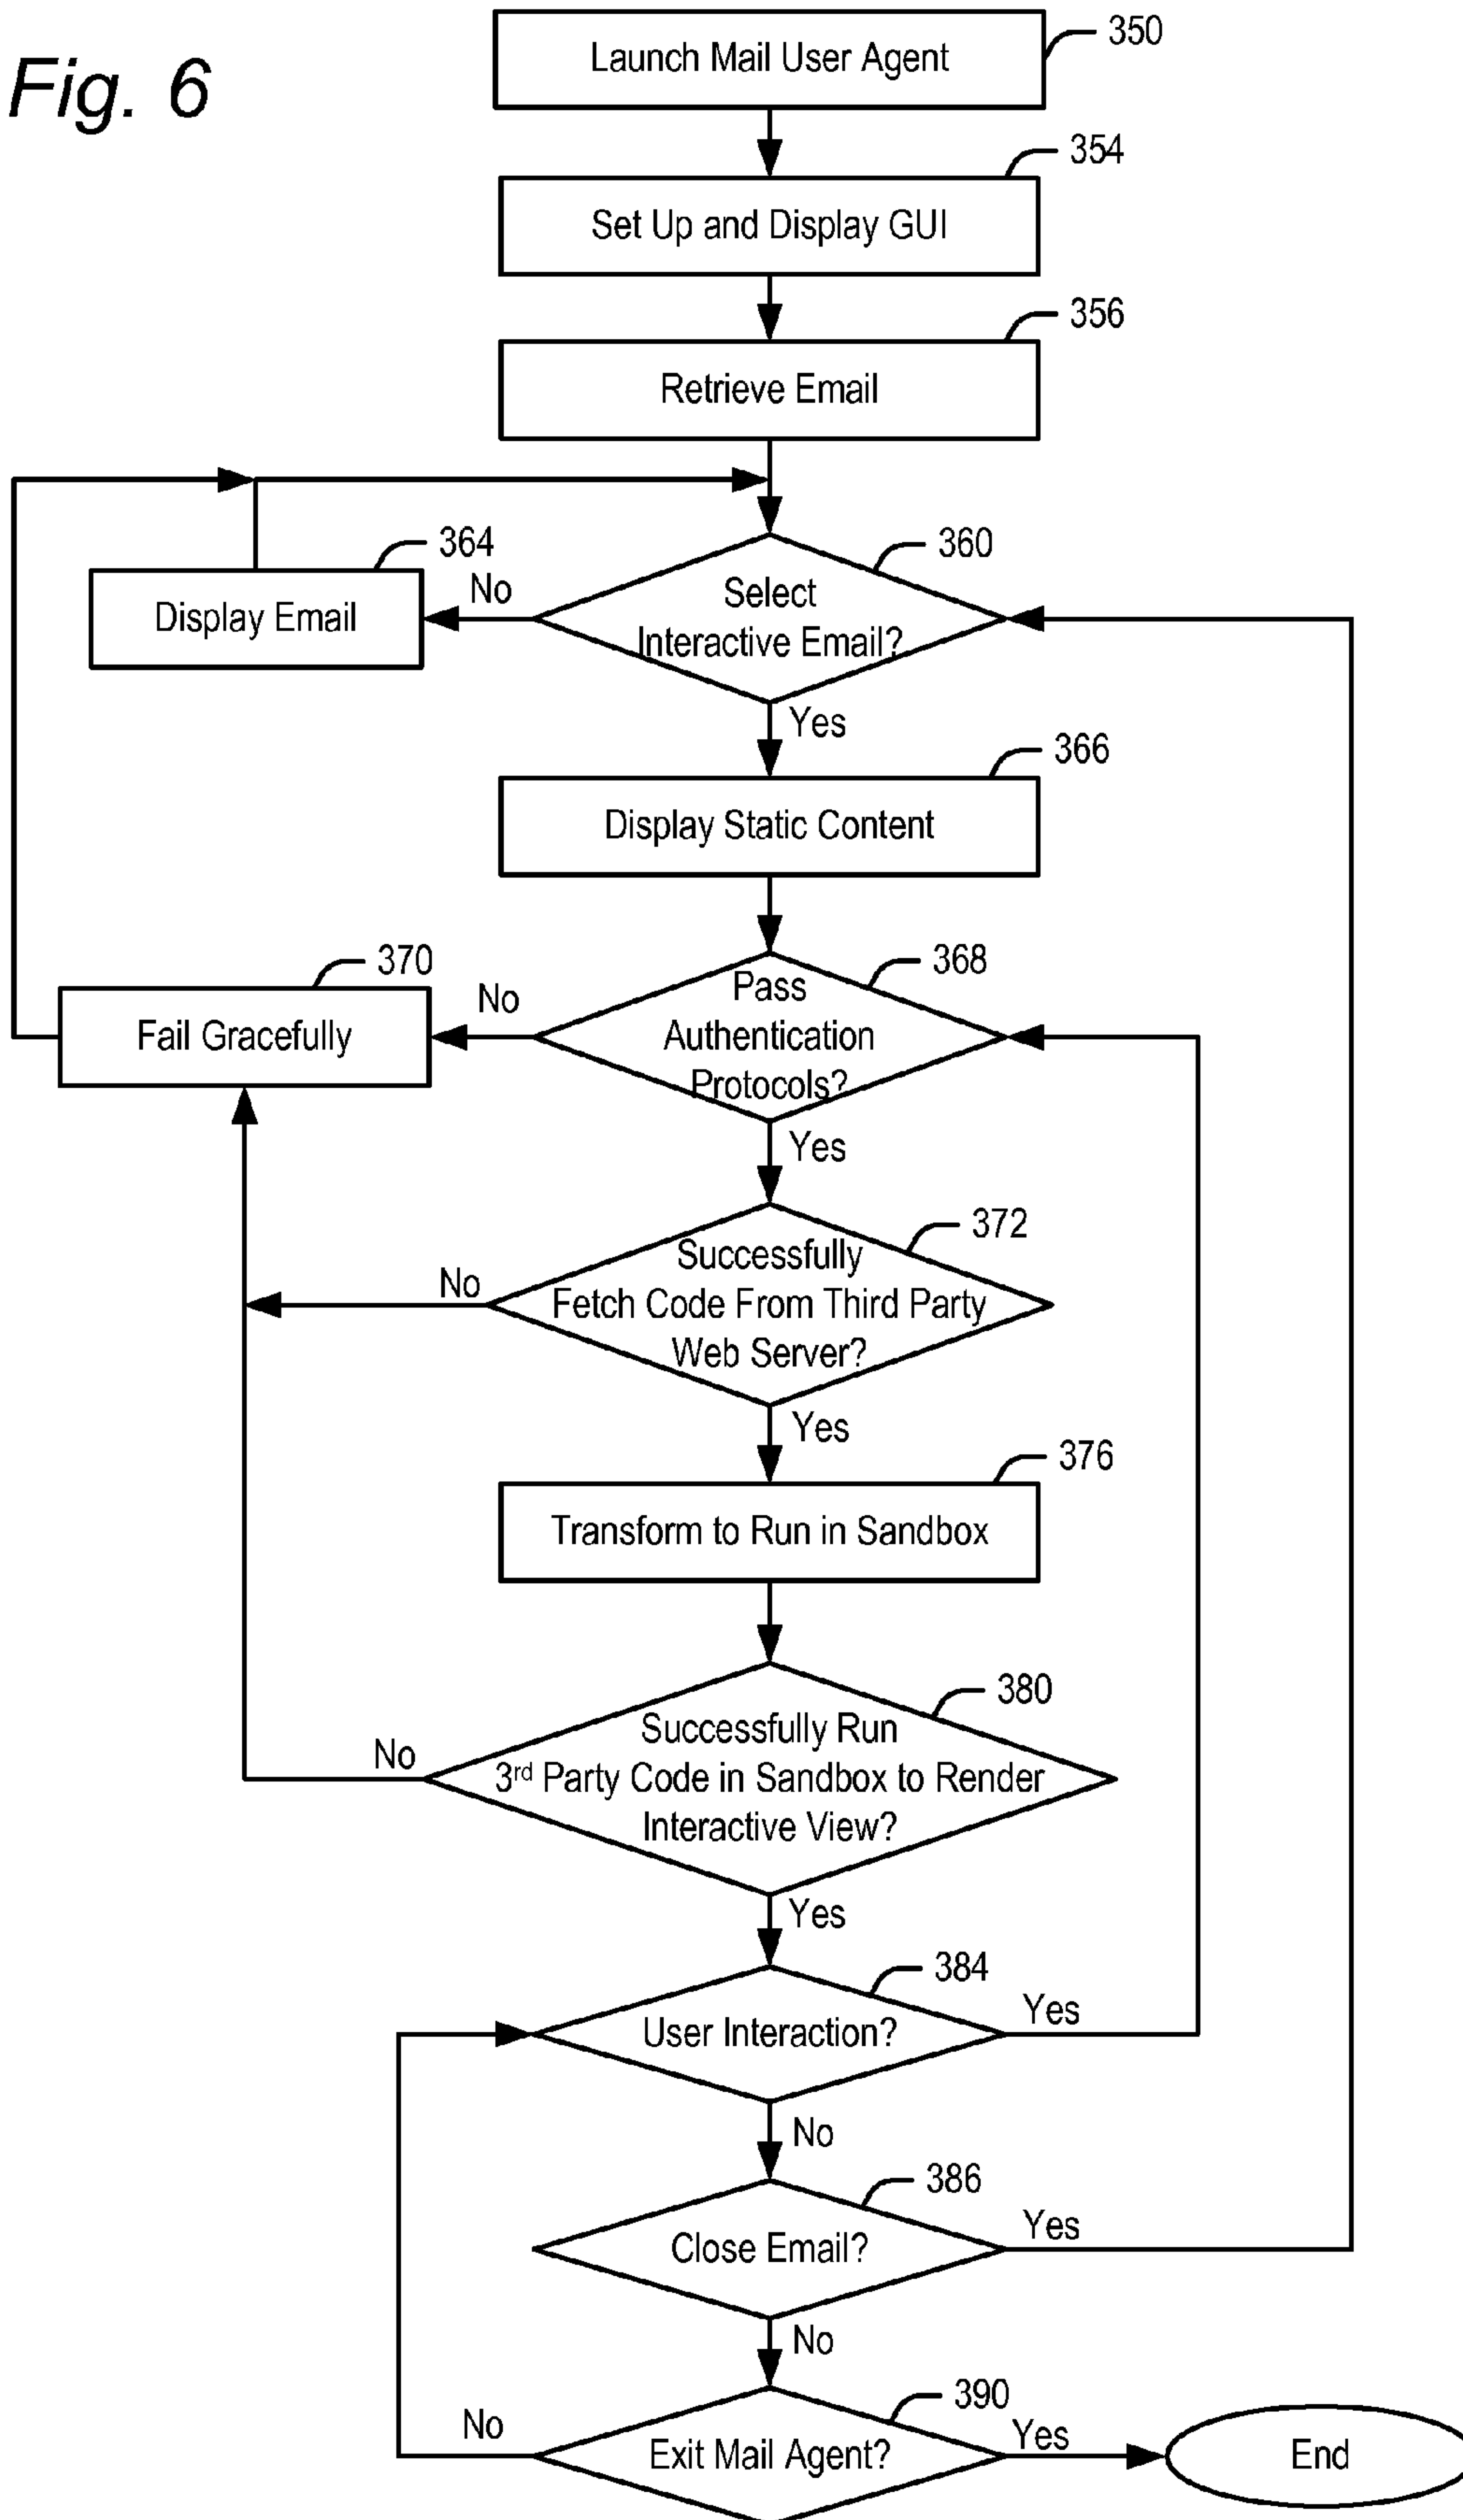 Fig. 6
Launch Mail User Agent
350
354
Set Up and Display GUI
356
Retrieve Email
364
Display Email
No
360
Select
Interactive Email?
Yes
366
Display Static Content
370
Fail Gracefully
No
368
Pass
Authentication
Protocols?
Yes
372
No
Successfully
Fetch Code From Third Party
Web Server?
Yes
376
Transform to Run in Sandbox
380
No
Successfully Run
3rd Party Code in Sandbox to Render
Interactive View?
Yes
384
User Interaction?
Yes
No
386
Close Email?
Yes
No
390
No
Exit Mail Agent?
Yes
End